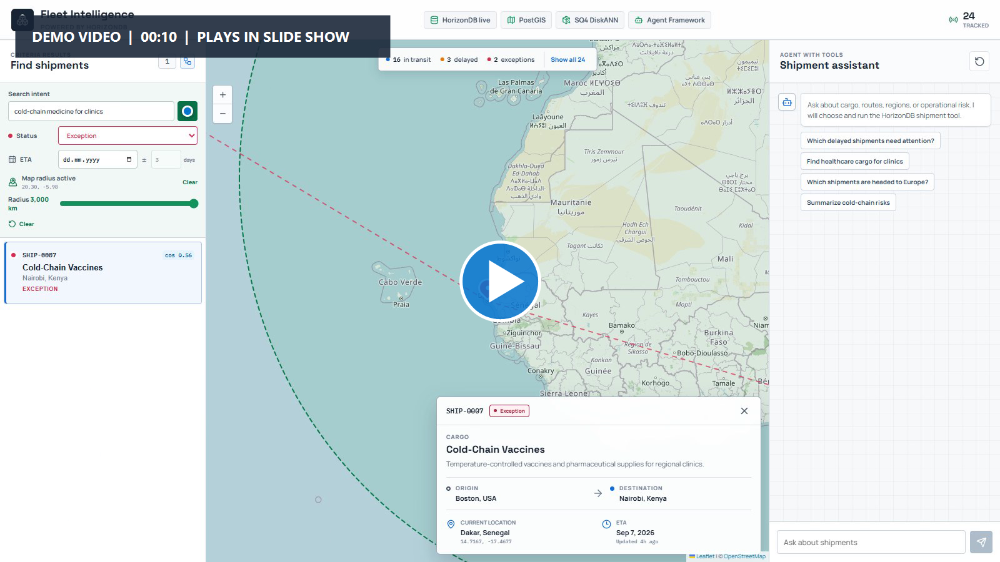 Fleet Intelligence
DEMO VIDEO | 00:10 | PLAYS IN SLIDE SHOW
HorizonDB live
PostGIS
SQ4 DiskANN
Agent Framework
24
TRACKED
Find shipments
1
Search intent
cold-chain medicine for clinics
Status
Exception
ETA
dd.mm.yyyy
±
3
days
Map radius active
20.30, -5.98
Clear
Radius 3,000 km
Clear
SHIP-0007
cos 0.56
Cold-Chain Vaccines
Nairobi, Kenya
EXCEPTION
16 in transit
3 delayed
2 exceptions
Show all 24
+
−
Las Palmas
de Gran Canaria
مراكش
أكادير
Maroc ⵍⵎⵖⵔⵉⴱ
المغرب
Laâyoune
العيون
تندوف
بني عباس
تيميمون
الجزائر
أدرار
Tiris Zemmour
تيرس زمور
Dakhla-Oued
Ed-Dahab
الداخلة-
وادي الذهب
برج باجي
مختار
Mauritanie
موريتانيا
Taoudénit
Hodh Ech
Chargui
الحوض الشرقي
Kidal
Tagant تكانت
Mali
Tombouctou
Cabo Verde
Praia
Mopti
Kayes
Bamako
Ziguinchor
Guiné-Bissau
Région de
Sikasso
Burkina
Faso
Bobo-Dioulasso
Kankan
Guinée
Conakry
Korhogo
Tamale
Sierra Leone
SHIP-0007
Exception
CARGO
Cold-Chain Vaccines
Temperature-controlled vaccines and pharmaceutical supplies for regional clinics.
ORIGIN
Boston, USA
DESTINATION
Nairobi, Kenya
CURRENT LOCATION
Dakar, Senegal
14.7167, -17.4677
ETA
Sep 7, 2026
Updated 4h ago
Leaflet | © OpenStreetMap
AGENT WITH TOOLS
Shipment assistant
Ask about cargo, routes, regions, or operational risk. I
will choose and run the HorizonDB shipment tool.
Which delayed shipments need attention?
Find healthcare cargo for clinics
Which shipments are headed to Europe?
Summarize cold-chain risks
Ask about shipments